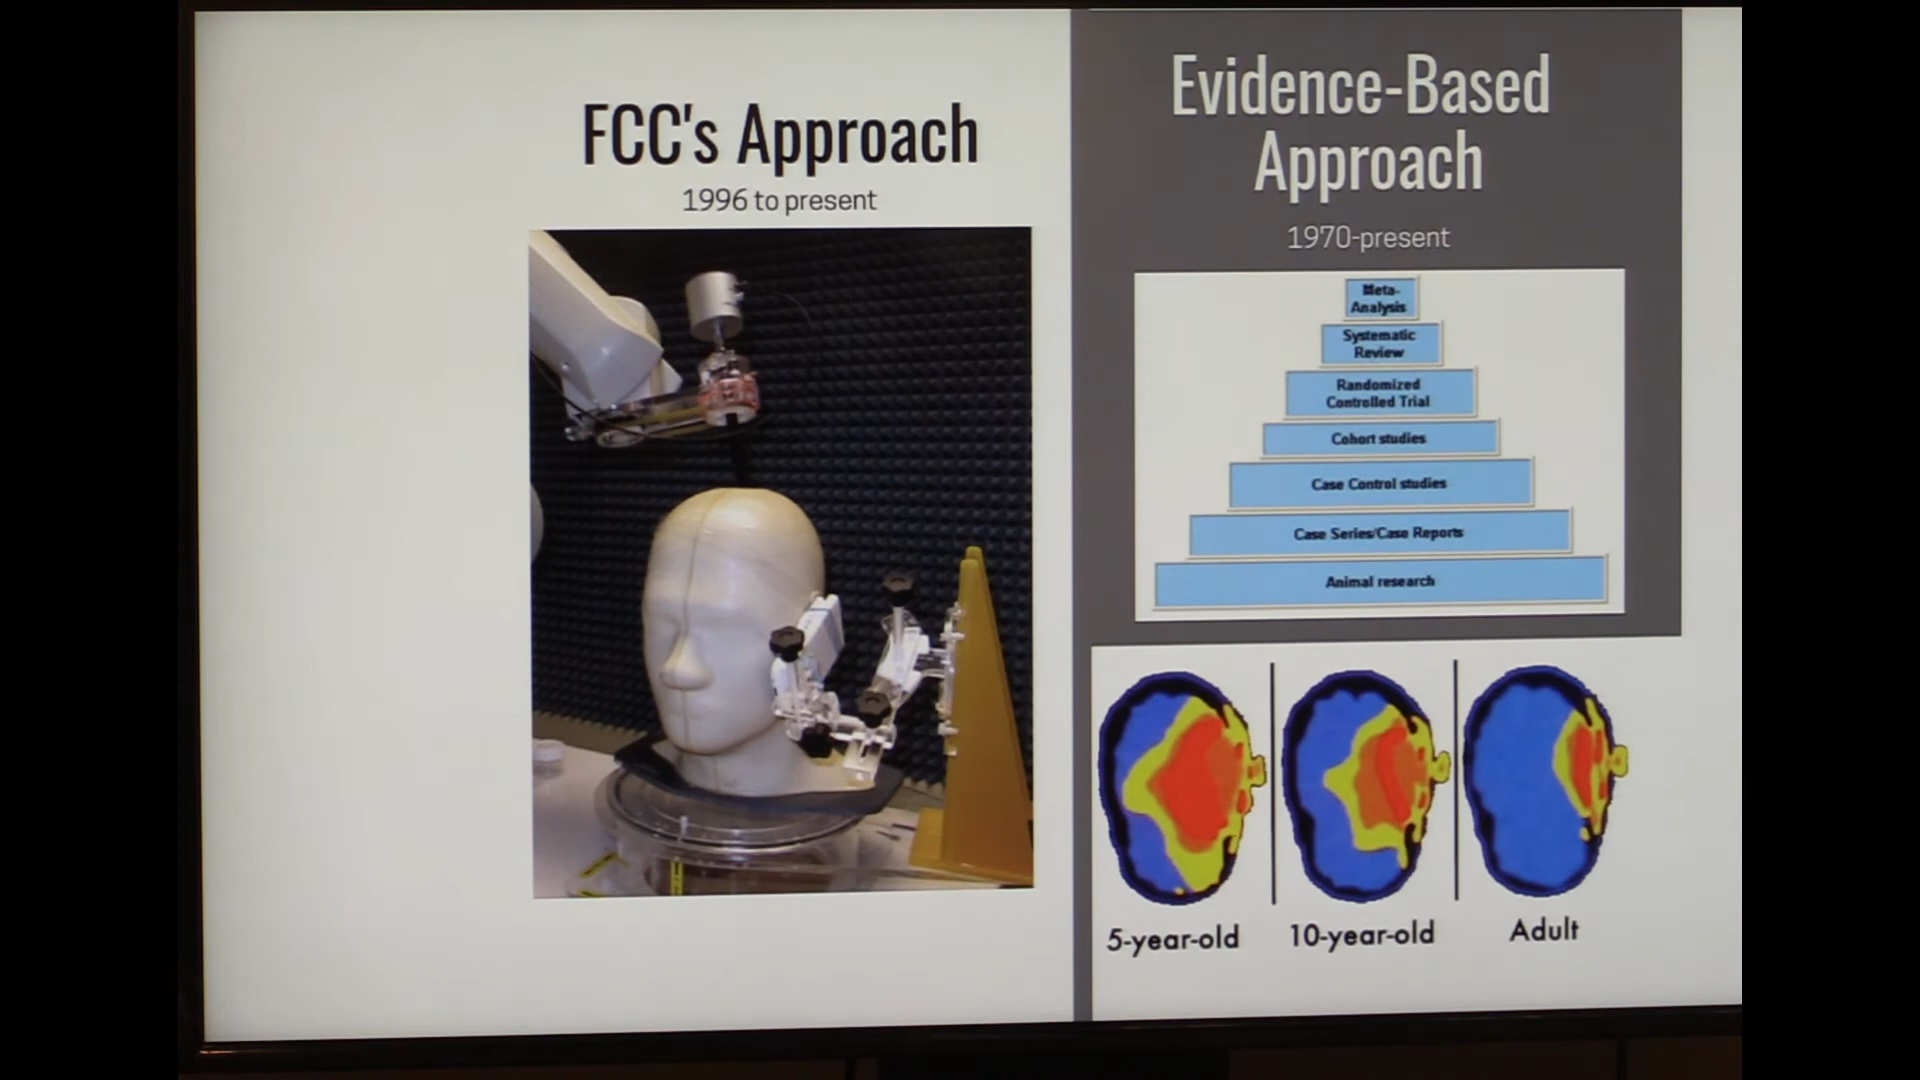 FCC's Approach
1996 to present
Evidence-Based
Approach
1970-present
Meta-
Analysis
Systematic
Review
Randomized
Controlled Trial
Cohort studies
Case Control studies
Case Series/Case Reports
Animal research
5-year-old
10-year-old
Adult